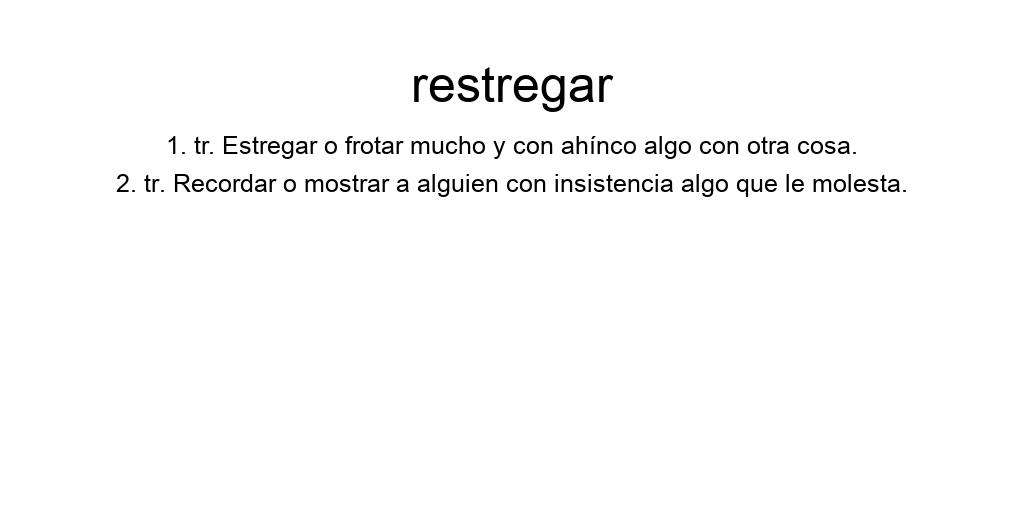 restregar
1. tr. Estregar o frotar mucho y con ahínco algo con otra cosa.
2. tr. Recordar o mostrar a alguien con insistencia algo que le molesta.